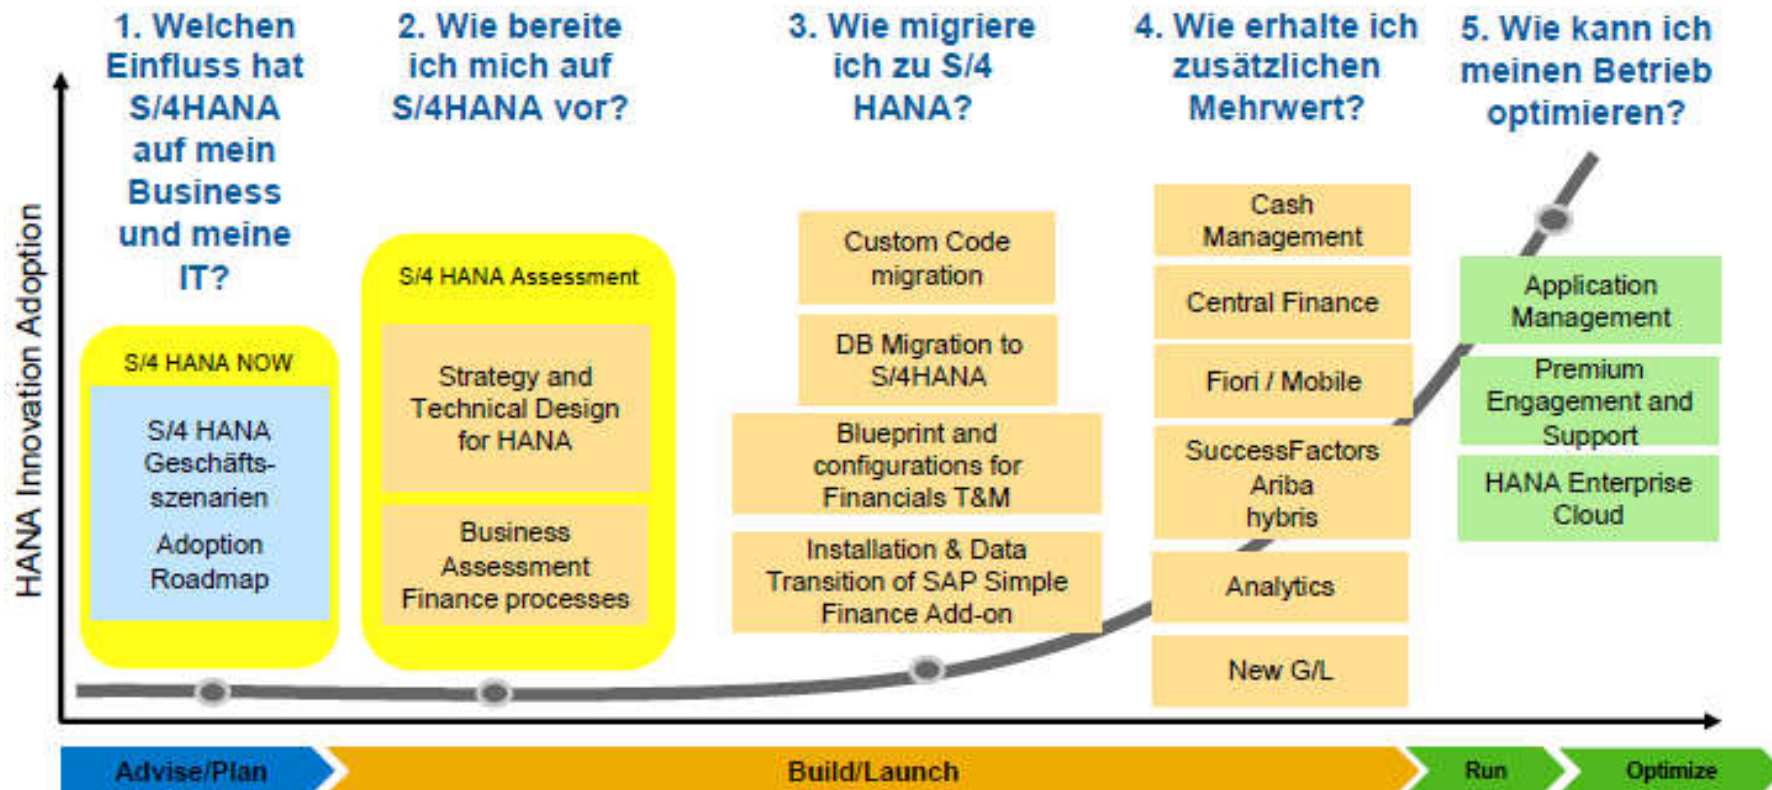 1. Welchen
Einfluss hat
S/4HANA
auf mein
Business
und meine
IT?
2. Wie bereite
ich mich auf
S/4HANA vor?
3. Wie migriere
ich zu S/4
HANA?
4. Wie erhalte ich
zusätzlichen
Mehrwert?
5. Wie kann ich
meinen Betrieb
optimieren?
HANA Innovation Adoption
S/4 HANA NOW
S/4 HANA
Geschäfts-
szenarien
Adoption
Roadmap
S/4 HANA Assessment
Strategy and
Technical Design
for HANA
Business
Assessment
Finance processes
Custom Code
migration
DB Migration to
S/4HANA
Blueprint and
configurations for
Financials T&M
Installation & Data
Transition of SAP Simple
Finance Add-on
Cash
Management
Central Finance
Fiori / Mobile
SuccessFactors
Ariba
hybris
Analytics
New G/L
Application
Management
Premium
Engagement and
Support
HANA Enterprise
Cloud
Advise/Plan
Build/Launch
Run
Optimize